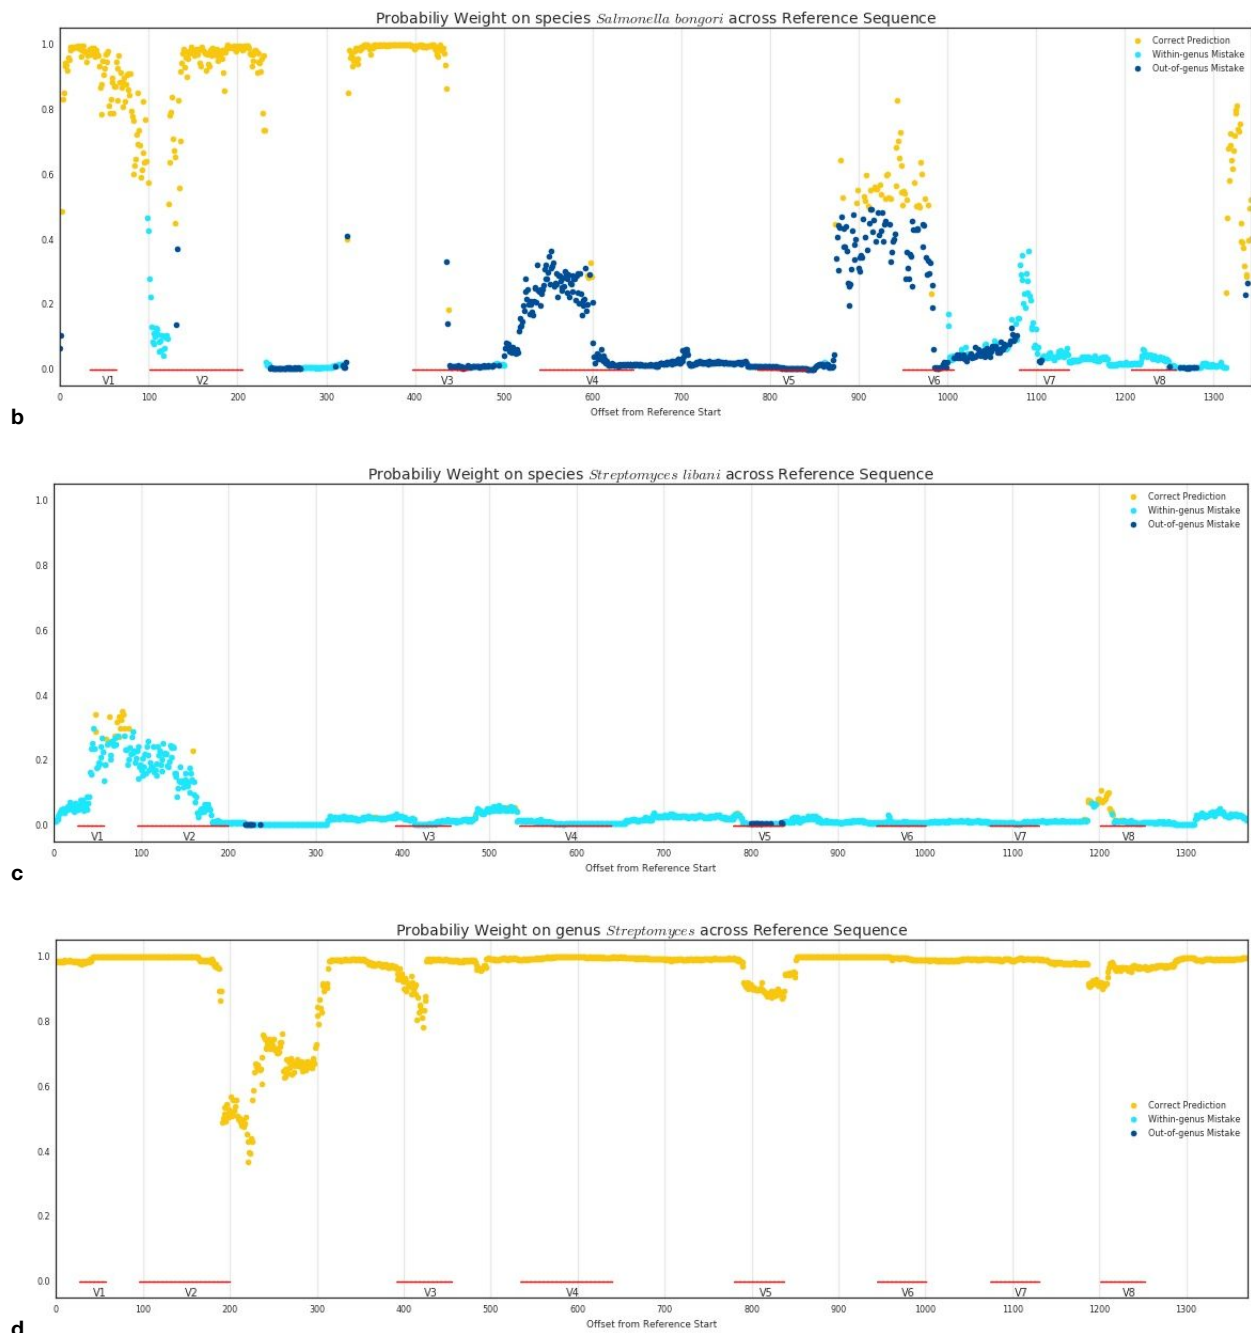 Probabiliy Weight on species Salmonella bongori across Reference Sequence
1.0
0.8
0.6
0.4
0.2
0.0
Correct Prediction
Within-genus Mistake
Out-of-genus Mistake
V1 V2 V3 V4 V5 V6 V7 V8
0 100 200 300 400 500 600 700 800 900 1000 1100 1200 1300
Offset from Reference Start
b
Probabiliy Weight on species Streptomyces libani across Reference Sequence
1.0
0.8
0.6
0.4
0.2
0.0
Correct Prediction
Within-genus Mistake
Out-of-genus Mistake
V1 V2 V3 V4 V5 V6 V7 V8
0 100 200 300 400 500 600 700 800 900 1000 1100 1200 1300
Offset from Reference Start
c
Probabiliy Weight on genus Streptomyces across Reference Sequence
1.0
0.8
0.6
0.4
0.2
0.0
Correct Prediction
Within-genus Mistake
Out-of-genus Mistake
V1 V2 V3 V4 V5 V6 V7 V8
0 100 200 300 400 500 600 700 800 900 1000 1100 1200 1300
Offset from Reference Start
d